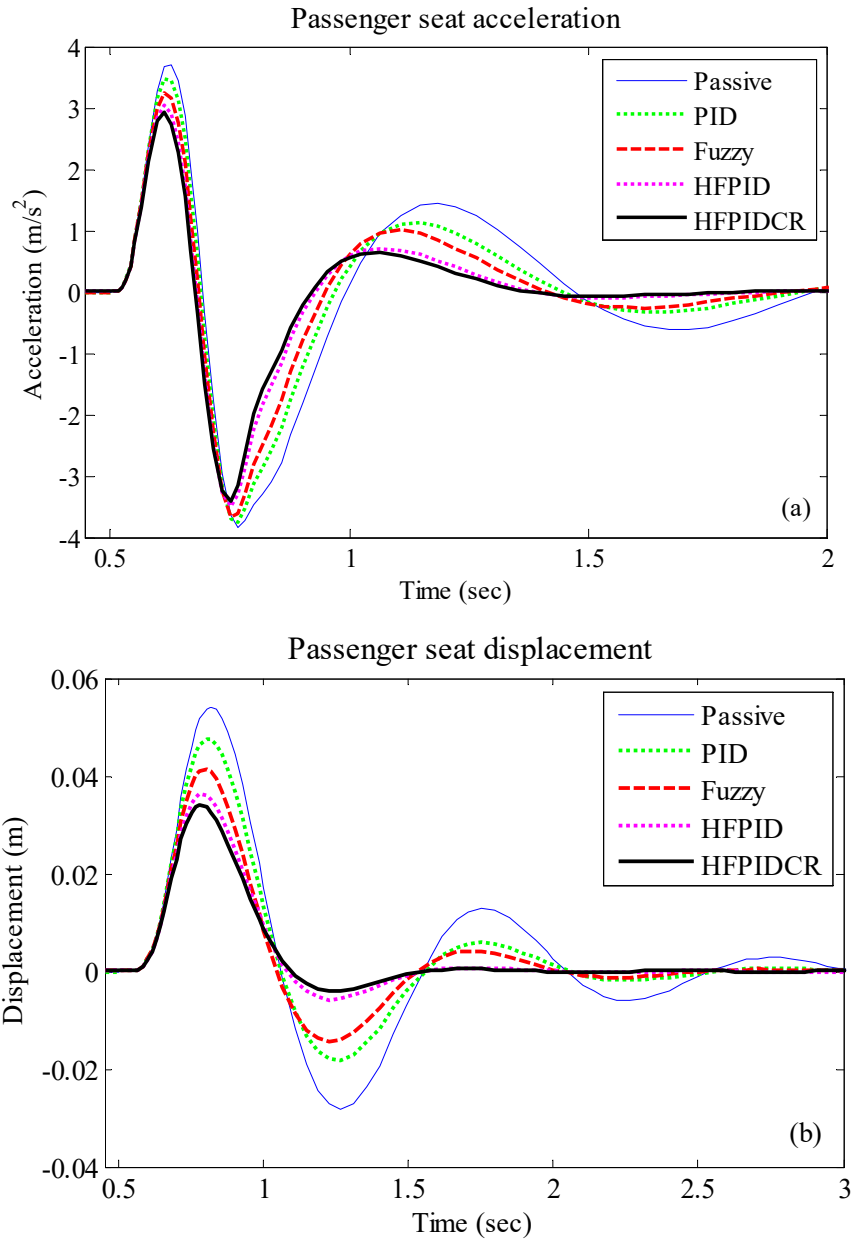 Passenger seat acceleration
4
3
2
1
0
-1
-2
-3
-4
Acceleration (m/s²)
Passive
PID
Fuzzy
HFPID
HFPIDCR
(a)
0.5 1 1.5 2
Time (sec)
Passenger seat displacement
0.06
0.04
0.02
0
-0.02
-0.04
Displacement (m)
Passive
PID
Fuzzy
HFPID
HFPIDCR
(b)
0.5 1 1.5 2 2.5 3
Time (sec)